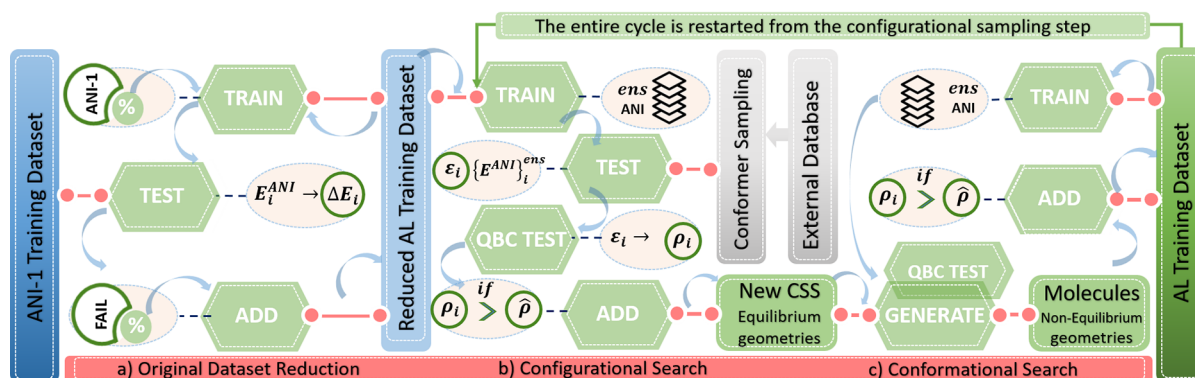 The entire cycle is restarted from the configurational sampling step
ANI-1 Training Dataset
ANI-1
%
TRAIN
TEST
E_i^{ANI} → ΔE_i
FAIL
%
ADD
a) Original Dataset Reduction
Reduced AL Training Dataset
TRAIN
ens
ANI
ε_i {E^{ANI}}_i^{ens}
TEST
QBC TEST
ε_i → ρ_i
if
ρ_i > ρ̂
ADD
Conformer Sampling
External Database
New CSS
Equilibrium
geometries
b) Configurational Search
ens
ANI
TRAIN
if
ρ_i > ρ̂
ADD
QBC TEST
GENERATE
Molecules
Non-Equilibrium
geometries
c) Conformational Search
AL Training Dataset